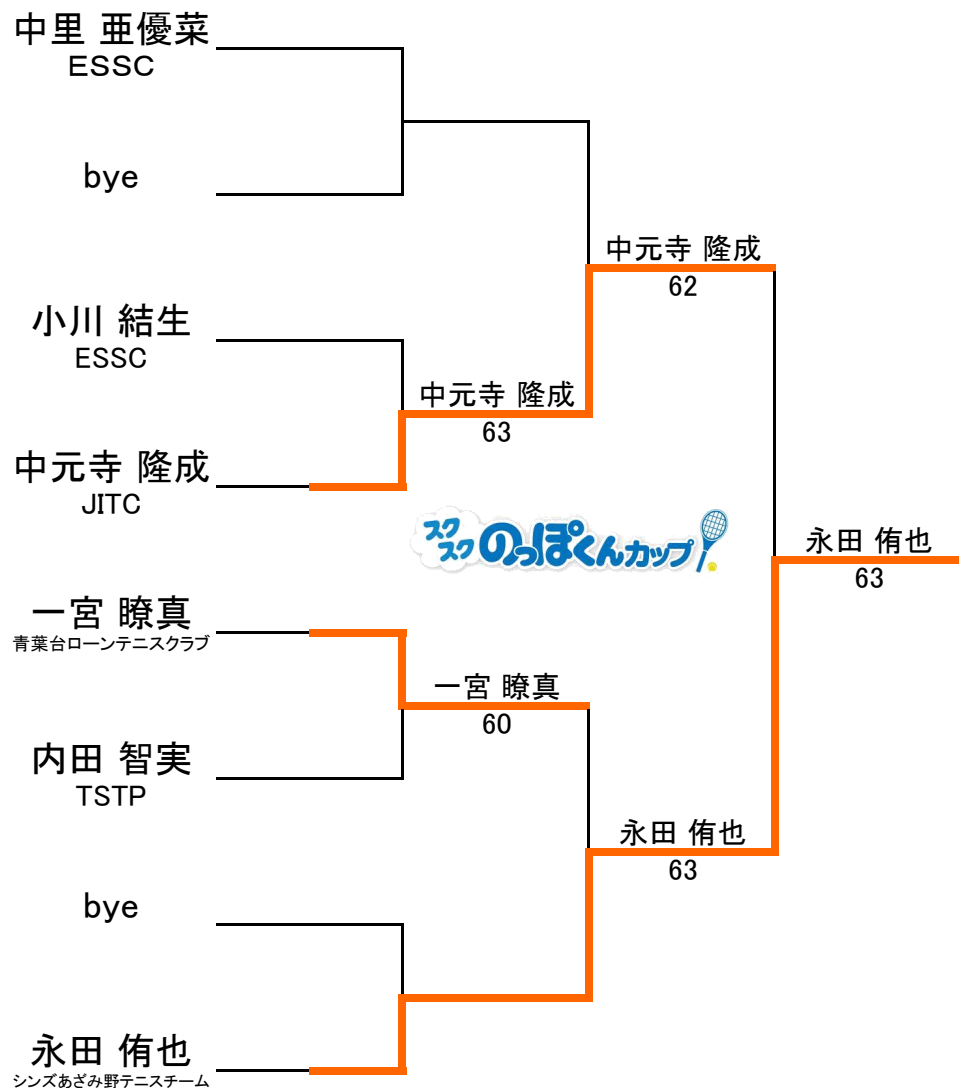 中里 亜優菜
ESSC
bye
中元寺 隆成
62
小川 結生
ESSC
中元寺 隆成
63
中元寺 隆成
JITC
スクスクのっぽくんカップ
永田 侑也
63
一宮 瞭真
青葉台ローンテニスクラブ
一宮 瞭真
60
内田 智実
TSTP
永田 侑也
63
bye
永田 侑也
シンズあざみ野テニスチーム